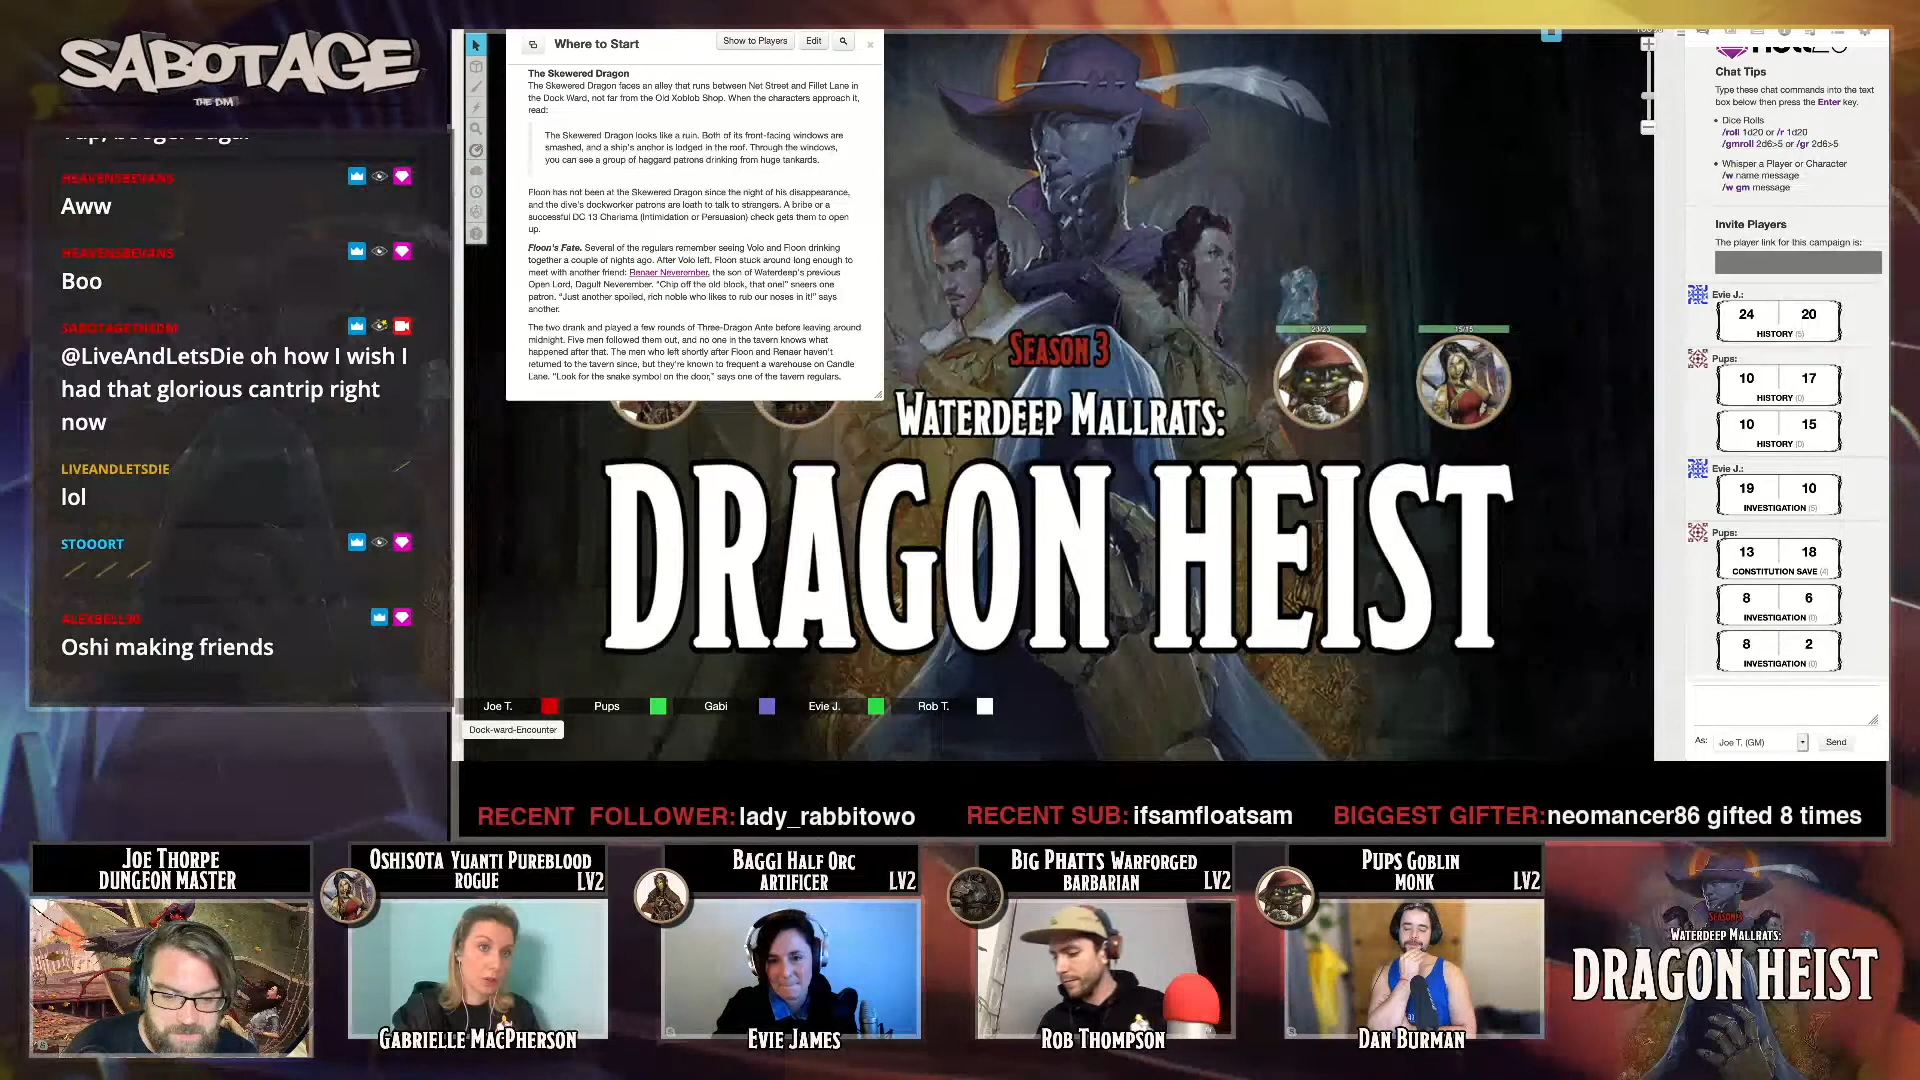 SABOTAGE
THE DM
HEAVENSBEVANS
Aww
HEAVENSBEVANS
Boo
SABOTAGETHEDM
@LiveAndLetsDie oh how I wish I
had that glorious cantrip right
now
LIVEANDLETSDIE
lol
STOOORT
ALEXBELL90
Oshi making friends
Where to Start
Show to Players
Edit
The Skewered Dragon
The Skewered Dragon faces an alley that runs between Net Street and Fillet Lane in
the Dock Ward, not far from the Old Xoblob Shop. When the characters approach it,
read:
The Skewered Dragon looks like a ruin. Both of its front-facing windows are
smashed, and a ship's anchor is lodged in the roof. Through the windows,
you can see a group of haggard patrons drinking from huge tankards.
Floon has not been at the Skewered Dragon since the night of his disappearance,
and the dive's dockworker patrons are loath to talk to strangers. A bribe or a
successful DC 13 Charisma (Intimidation or Persuasion) check gets them to open
up.
Floon's Fate. Several of the regulars remember seeing Volo and Floon drinking
together a couple of nights ago. After Volo left, Floon stuck around long enough to
meet with another friend: Renaer Neverember, the son of Waterdeep's previous
Open Lord, Dagult Neverember. "Chip off the old block, that one!" sneers one
patron. "Just another spoiled, rich noble who likes to rub our noses in it!" says
another.
The two drank and played a few rounds of Three-Dragon Ante before leaving around
midnight. Five men followed them out, and no one in the tavern knows what
happened after that. The men who left shortly after Floon and Renaer haven't
returned to the tavern since, but they're known to frequent a warehouse on Candle
Lane. "Look for the snake symbol on the door," says one of the tavern regulars.
23/23
15/15
SEASON 3
WATERDEEP MALLRATS:
DRAGON HEIST
Joe T.
Pups
Gabi
Evie J.
Rob T.
Dock-ward-Encounter
Chat Tips
Type these chat commands into the text
box below then press the Enter key.
• Dice Rolls
/roll 1d20 or /r 1d20
/gmroll 2d6>5 or /gr 2d6>5
• Whisper a Player or Character
/w name message
/w gm message
Invite Players
The player link for this campaign is:
Evie J.:
24 20
HISTORY (5)
Pups:
10 17
HISTORY (0)
10 15
HISTORY (0)
Evie J.:
19 10
INVESTIGATION (5)
Pups:
13 18
CONSTITUTION SAVE (4)
8 6
INVESTIGATION (0)
8 2
INVESTIGATION (0)
As: Joe T. (GM)
Send
RECENT FOLLOWER: lady_rabbitowo
RECENT SUB: ifsamfloatsam
BIGGEST GIFTER: neomancer86 gifted 8 times
JOE THORPE
DUNGEON MASTER
OSHISOTA YUANTI PUREBLOOD
ROGUE LV2
GABRIELLE MACPHERSON
BAGGI HALF ORC
ARTIFICER LV2
EVIE JAMES
BIG PHATTS WARFORGED
BARBARIAN LV2
ROB THOMPSON
PUPS GOBLIN
MONK LV2
DAN BURMAN
SEASON 3
WATERDEEP MALLRATS:
DRAGON HEIST